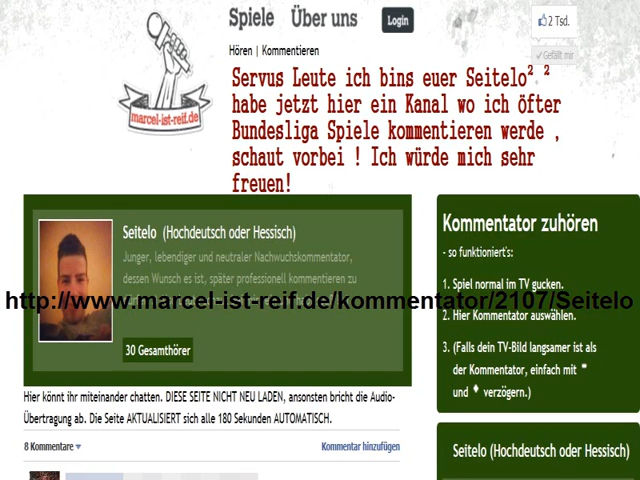 Spiele Über uns Login
2 Tsd.
Gefällt mir
Hören | Kommentieren
marcel-ist-reif.de
Servus Leute ich bins euer Seitelo² ²
habe jetzt hier ein Kanal wo ich öfter
Bundesliga Spiele kommentieren werde ,
schaut vorbei ! Ich würde mich sehr
freuen!
Seitelo (Hochdeutsch oder Hessisch)
Junger, lebendiger und neutraler Nachwuchskommentator,
dessen Wunsch es ist, später professionell kommentieren zu
http://www.marcel-ist-reif.de/kommentator/2107/Seitelo
30 Gesamthörer
Kommentator zuhören
- so funktioniert's:
1. Spiel normal im TV gucken.
2. Hier Kommentator auswählen.
3. (Falls dein TV-Bild langsamer ist als
der Kommentator, einfach mit "
und " verzögern.)
Hier könnt ihr miteinander chatten. DIESE SEITE NICHT NEU LADEN, ansonsten bricht die Audio-
Übertragung ab. Die Seite AKTUALISIERT sich alle 180 Sekunden AUTOMATISCH.
8 Kommentare
Kommentar hinzufügen
Seitelo (Hochdeutsch oder Hessisch)